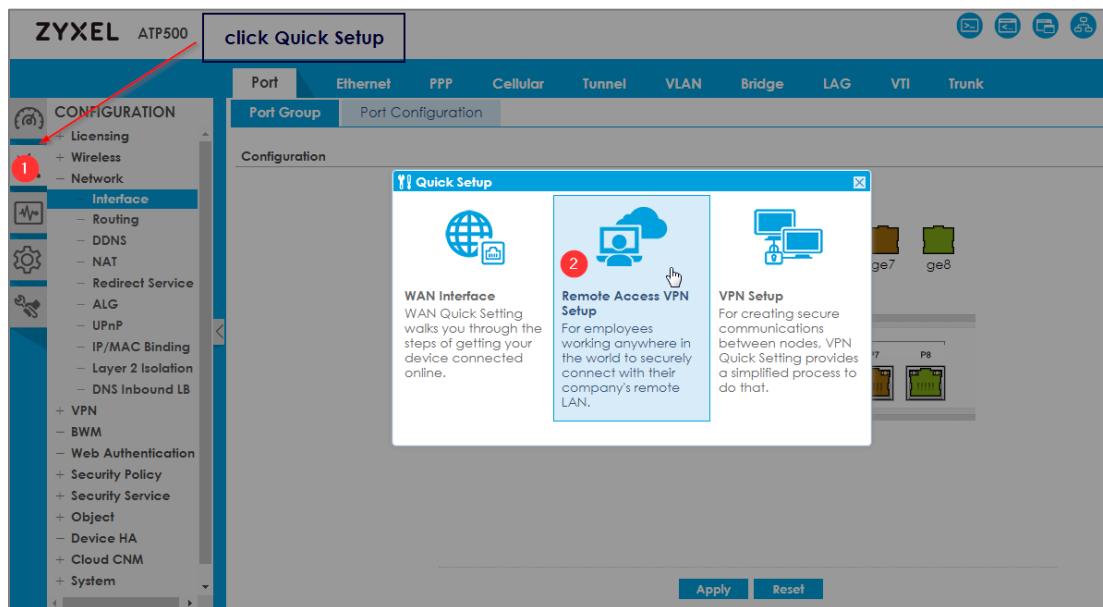 ZYXEL ATP500
click Quick Setup
Port Ethernet PPP Cellular Tunnel VLAN Bridge LAG VTI Trunk
Port Group Port Configuration
CONFIGURATION
+ Licensing
+ Wireless
− Network
− Interface
− Routing
− DDNS
− NAT
− Redirect Service
− ALG
− UPnP
− IP/MAC Binding
− Layer 2 Isolation
− DNS Inbound LB
+ VPN
− BWM
− Web Authentication
+ Security Policy
+ Security Service
+ Object
− Device HA
+ Cloud CNM
+ System
1
Configuration
Quick Setup
WAN Interface
WAN Quick Setting
walks you through the
steps of getting your
device connected
online.
2
Remote Access VPN
Setup
For employees
working anywhere in
the world to securely
connect with their
company's remote
LAN.
VPN Setup
For creating secure
communications
between nodes, VPN
Quick Setting provides
a simplified process to
do that.
ge7 ge8
P8
Apply Reset